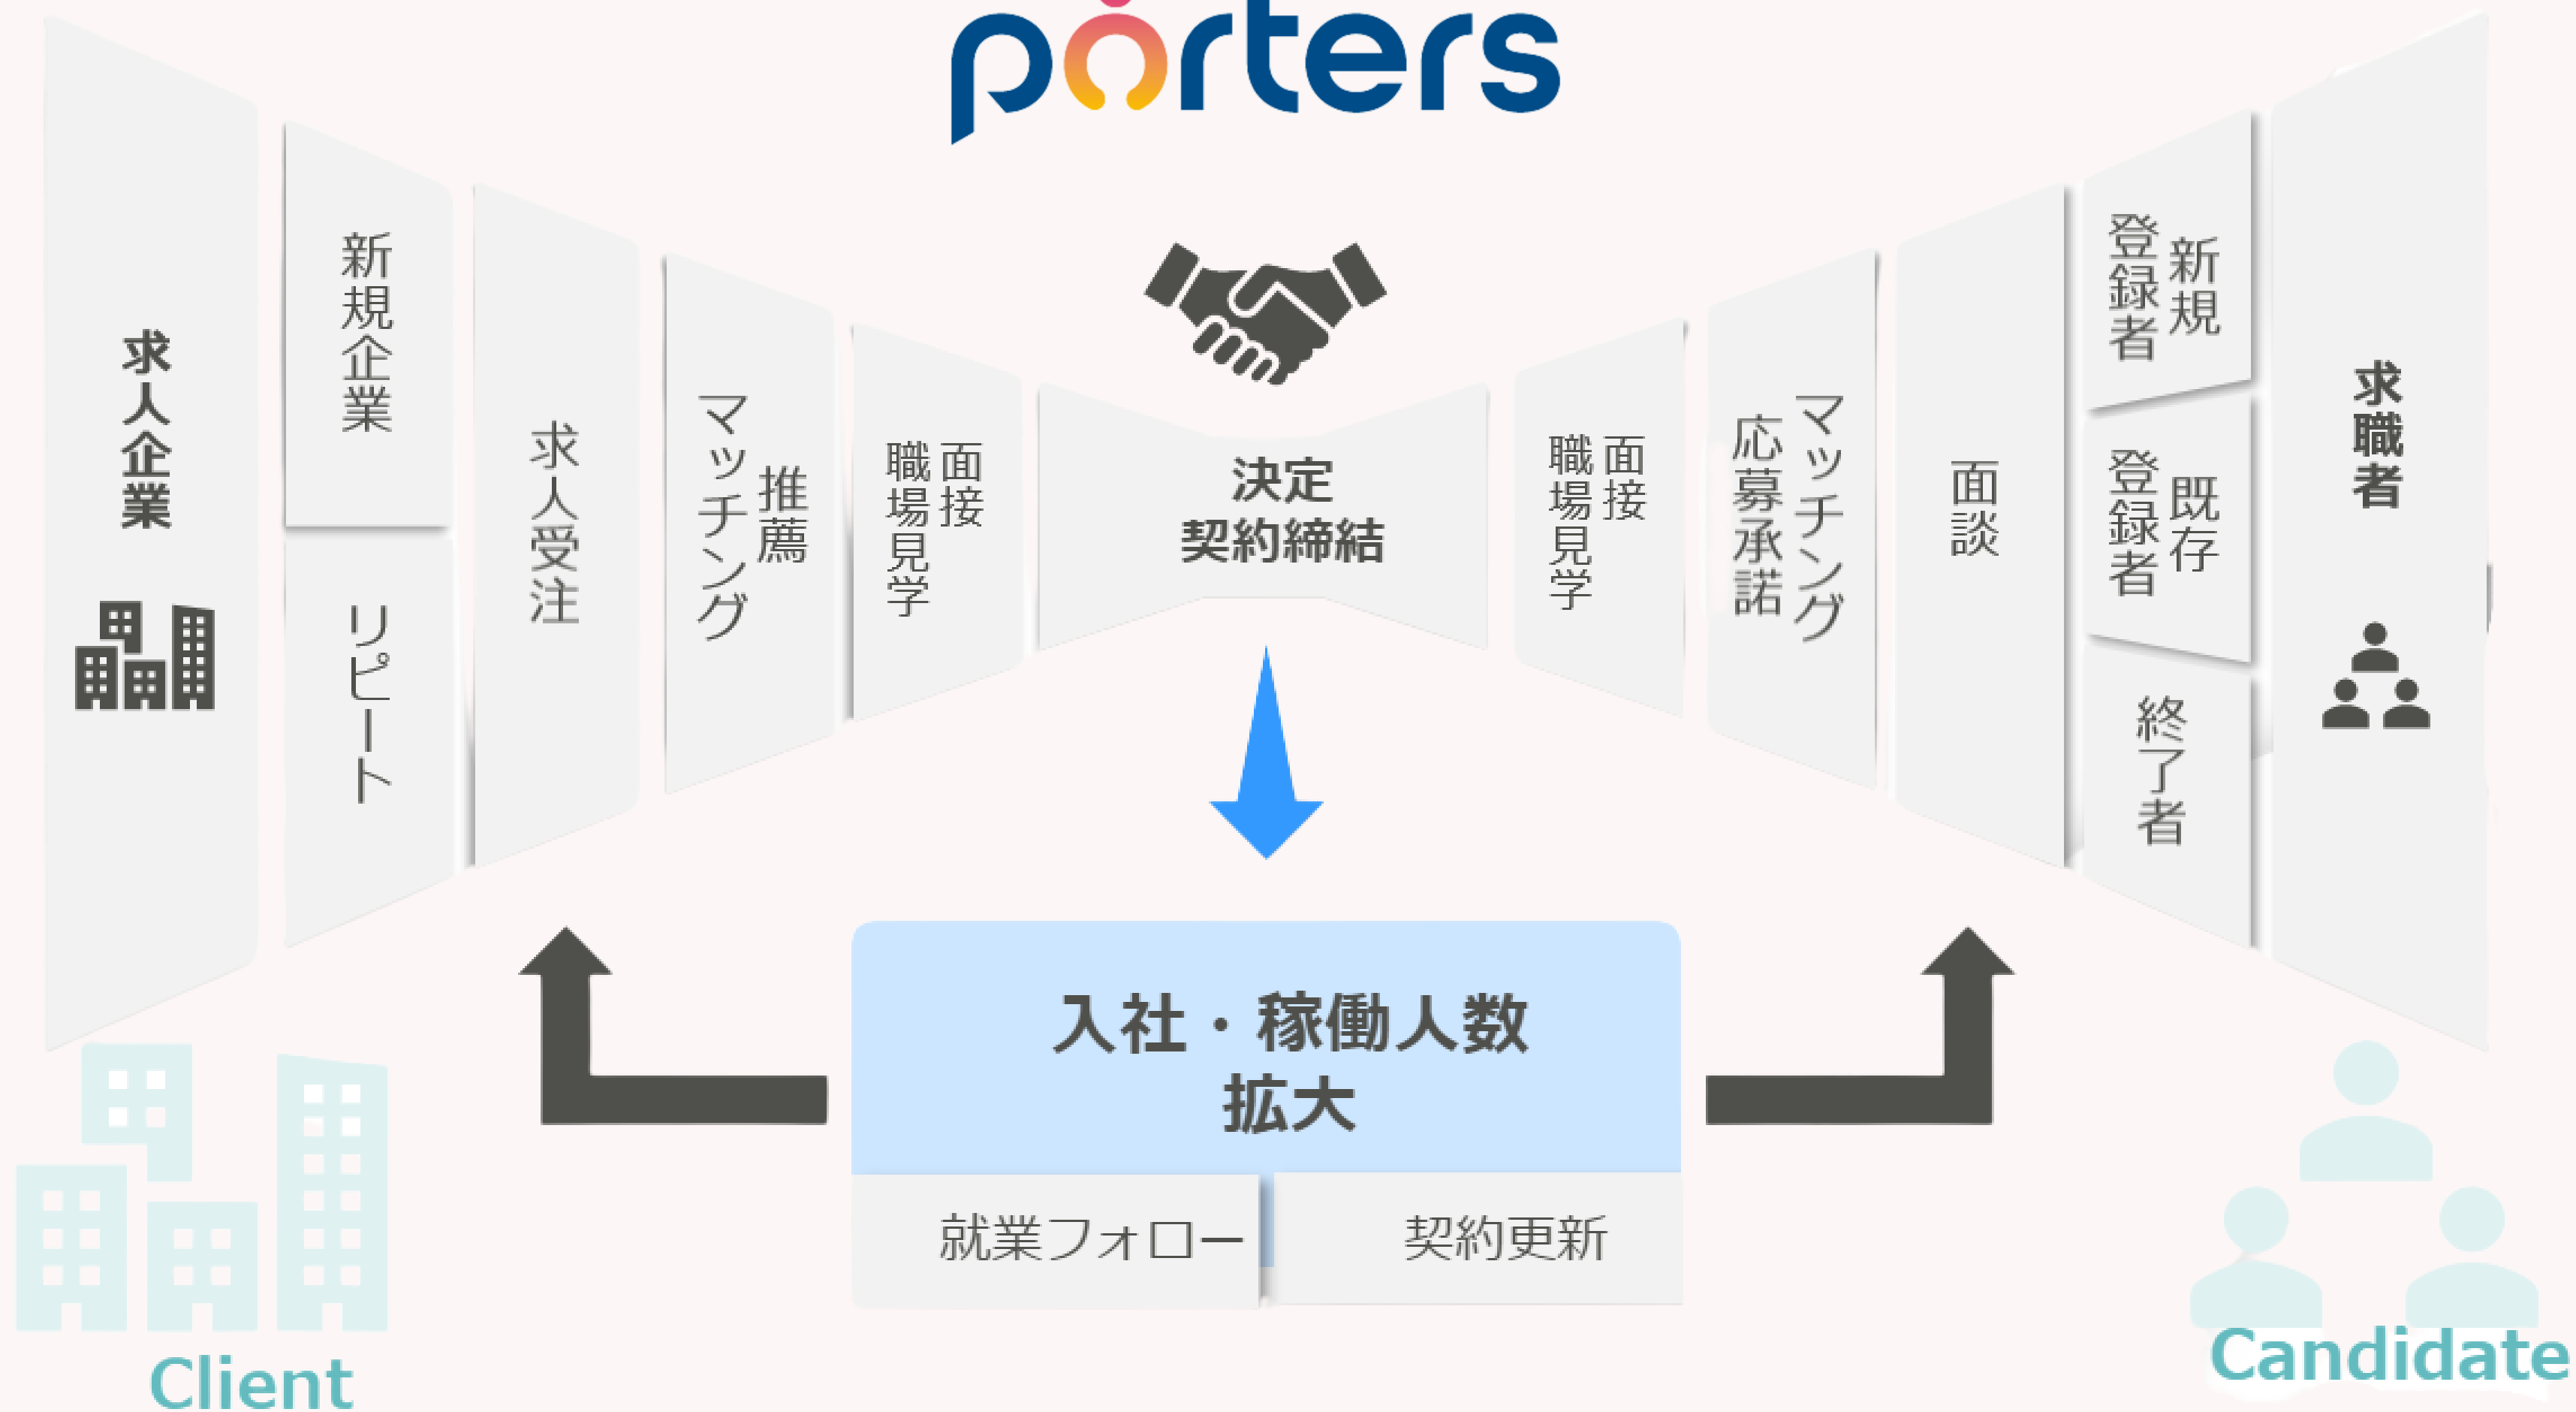 porters
求人企業
新規企業
リピート
求人受注
推薦
マッチング
面接
職場見学
決定
契約締結
面接
職場見学
マッチング
応募承諾
面談
新規
登録者
既存
登録者
終了者
求職者
入社・稼働人数
拡大
就業フォロー
契約更新
Client
Candidate